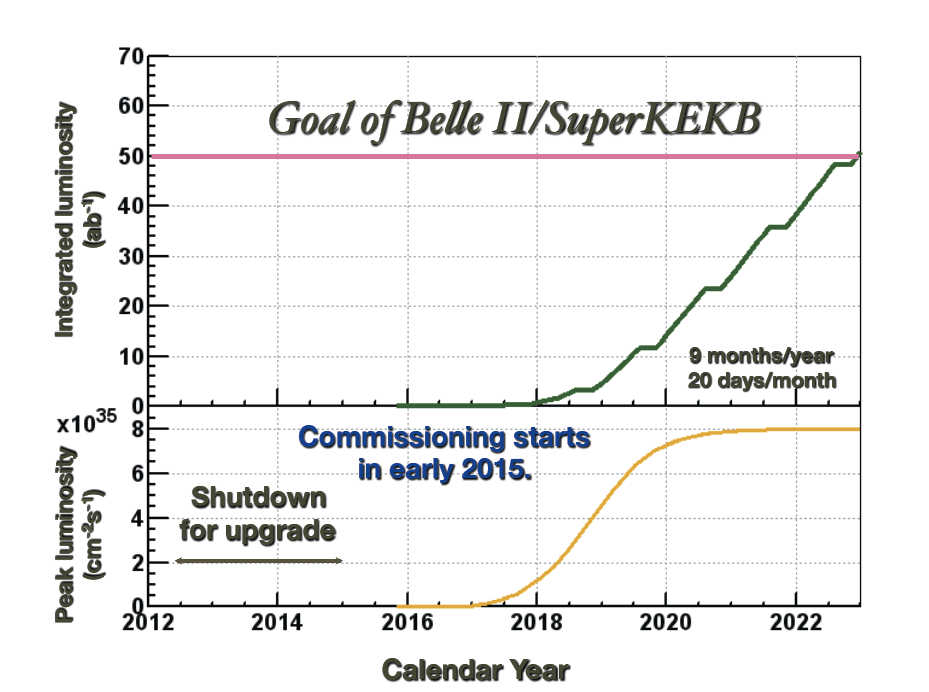 70
Goal of Belle II/SuperKEKB
60
50
40
30
20
10
0
Integrated luminosity
(ab⁻¹)
9 months/year
20 days/month
x10³⁵
8
6
4
2
0
Peak luminosity
(cm⁻²s⁻¹)
Commissioning starts
in early 2015.
Shutdown
for upgrade
2012 2014 2016 2018 2020 2022
Calendar Year